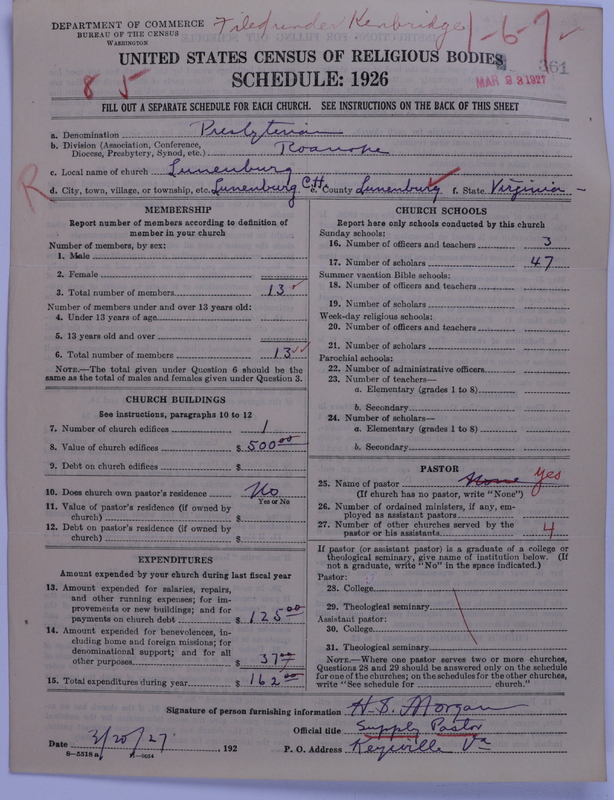 DEPARTMENT OF COMMERCE
BUREAU OF THE CENSUS
WASHINGTON
Filed under Kenbridge
1-6-7-
361
UNITED STATES CENSUS OF RELIGIOUS BODIES
SCHEDULE: 1926
8 5
MAR 23 1927
FILL OUT A SEPARATE SCHEDULE FOR EACH CHURCH. SEE INSTRUCTIONS ON THE BACK OF THIS SHEET
a. Denomination Presbyterian
b. Division (Association, Conference, Diocese, Presbytery, Synod, etc.) Roanoke
c. Local name of church Lunenburg
R d. City, town, village, or township, etc. Lunenburg C.H. e. County Lunenburg f. State Virginia
MEMBERSHIP
Report number of members according to definition of
member in your church
Number of members, by sex:
1. Male
2. Female
3. Total number of members 13
Number of members under and over 13 years old:
4. Under 13 years of age
5. 13 years old and over
6. Total number of members 13
NOTE.—The total given under Question 6 should be the
same as the total of males and females given under Question 3.
CHURCH BUILDINGS
See instructions, paragraphs 10 to 12
7. Number of church edifices 1
8. Value of church edifices $ 500 00
9. Debt on church edifices $
10. Does church own pastor's residence No
Yes or No
11. Value of pastor's residence (if owned by
church) $
12. Debt on pastor's residence (if owned by
church) $
EXPENDITURES
Amount expended by your church during last fiscal year
13. Amount expended for salaries, repairs,
and other running expenses; for im-
provements or new buildings; and for
payments on church debt $ 125 00
14. Amount expended for benevolences, in-
cluding home and foreign missions; for
denominational support; and for all
other purposes $ 37
15. Total expenditures during year $ 162 00
CHURCH SCHOOLS
Report here only schools conducted by this church
Sunday schools:
16. Number of officers and teachers 3
17. Number of scholars 47
Summer vacation Bible schools:
18. Number of officers and teachers
19. Number of scholars
Week-day religious schools:
20. Number of officers and teachers
21. Number of scholars
Parochial schools:
22. Number of administrative officers
23. Number of teachers—
a. Elementary (grades 1 to 8)
b. Secondary
24. Number of scholars—
a. Elementary (grades 1 to 8)
b. Secondary
PASTOR
25. Name of pastor None yes
(If church has no pastor, write "None")
26. Number of ordained ministers, if any, em-
ployed as assistant pastors
27. Number of other churches served by the
pastor or his assistants 4
If pastor (or assistant pastor) is a graduate of a college or
theological seminary, give name of institution below. (If
not a graduate, write "No" in the space indicated.)
Pastor:
28. College
29. Theological seminary
Assistant pastor:
30. College
31. Theological seminary
NOTE.—Where one pastor serves two or more churches,
Questions 28 and 29 should be answered only on the schedule
for one of the churches; on the schedules for the other churches,
write "See schedule for church."
Signature of person furnishing information H.D. Morgan
Official title Supply Pastor
Date 3/20/27, 192
P. O. Address Keysville Va
8-5518a
11-9054